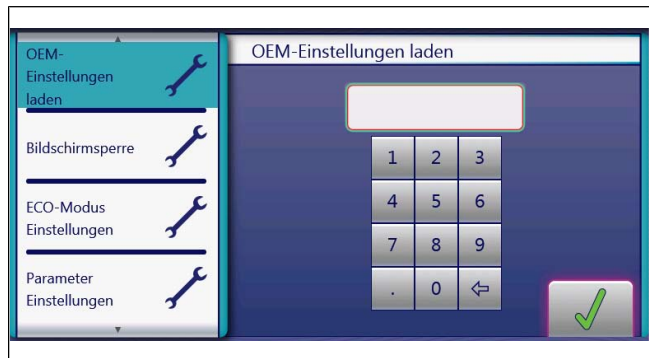 OEM-
Einstellungen
laden
Bildschirmsperre
ECO-Modus
Einstellungen
Parameter
Einstellungen
OEM-Einstellungen laden
1 2 3
4 5 6
7 8 9
. 0